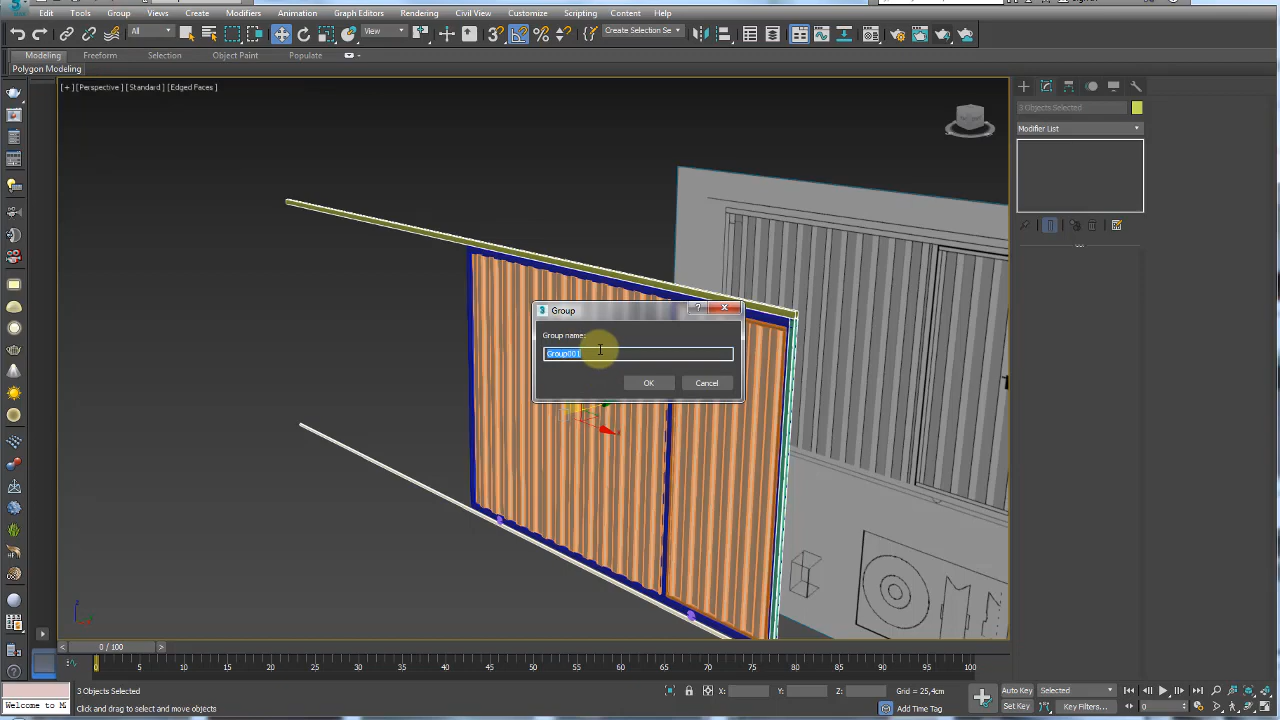 Edit Tools Group Views Create Modifiers Animation Graph Editors Rendering Civil View Customize Scripting Content Help
All View Create Selection Se
Modeling Freeform Selection Object Paint Populate
Polygon Modeling
[+][Perspective][Standard][Edged Faces]
3 Objects Selected
Modifier List
Group
Group name:
Group001
OK Cancel
0 / 100
0 5 10 15 20 25 30 35 40 45 50 55 60 65 70 75 80 85 90 95 100
3 Objects Selected X: Y: Z: Grid = 25,4cm Auto Key Selected
Welcome to M Click and drag to select and move objects Add Time Tag Set Key Key Filters... 0